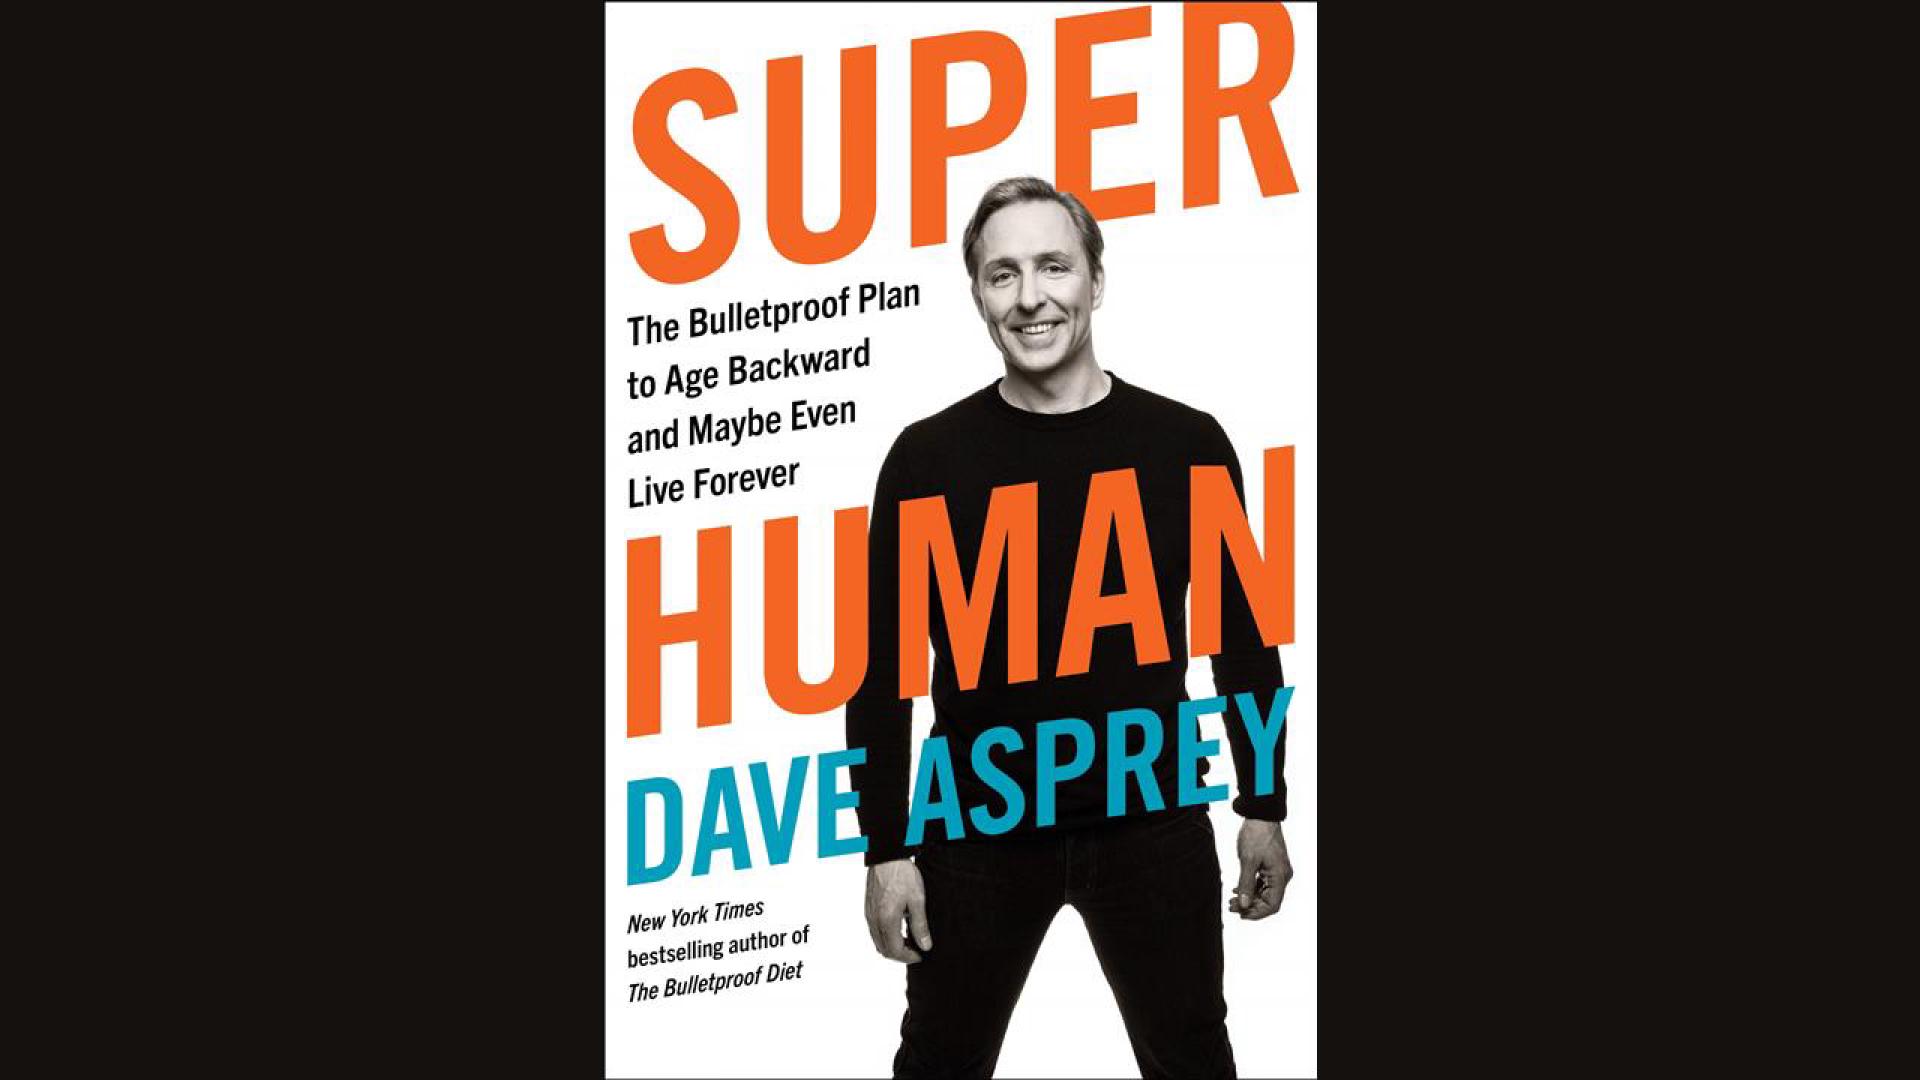 SUPER
The Bulletproof Plan
to Age Backward
and Maybe Even
Live Forever
HUMAN
DAVE ASPREY
New York Times
bestselling author of
The Bulletproof Diet